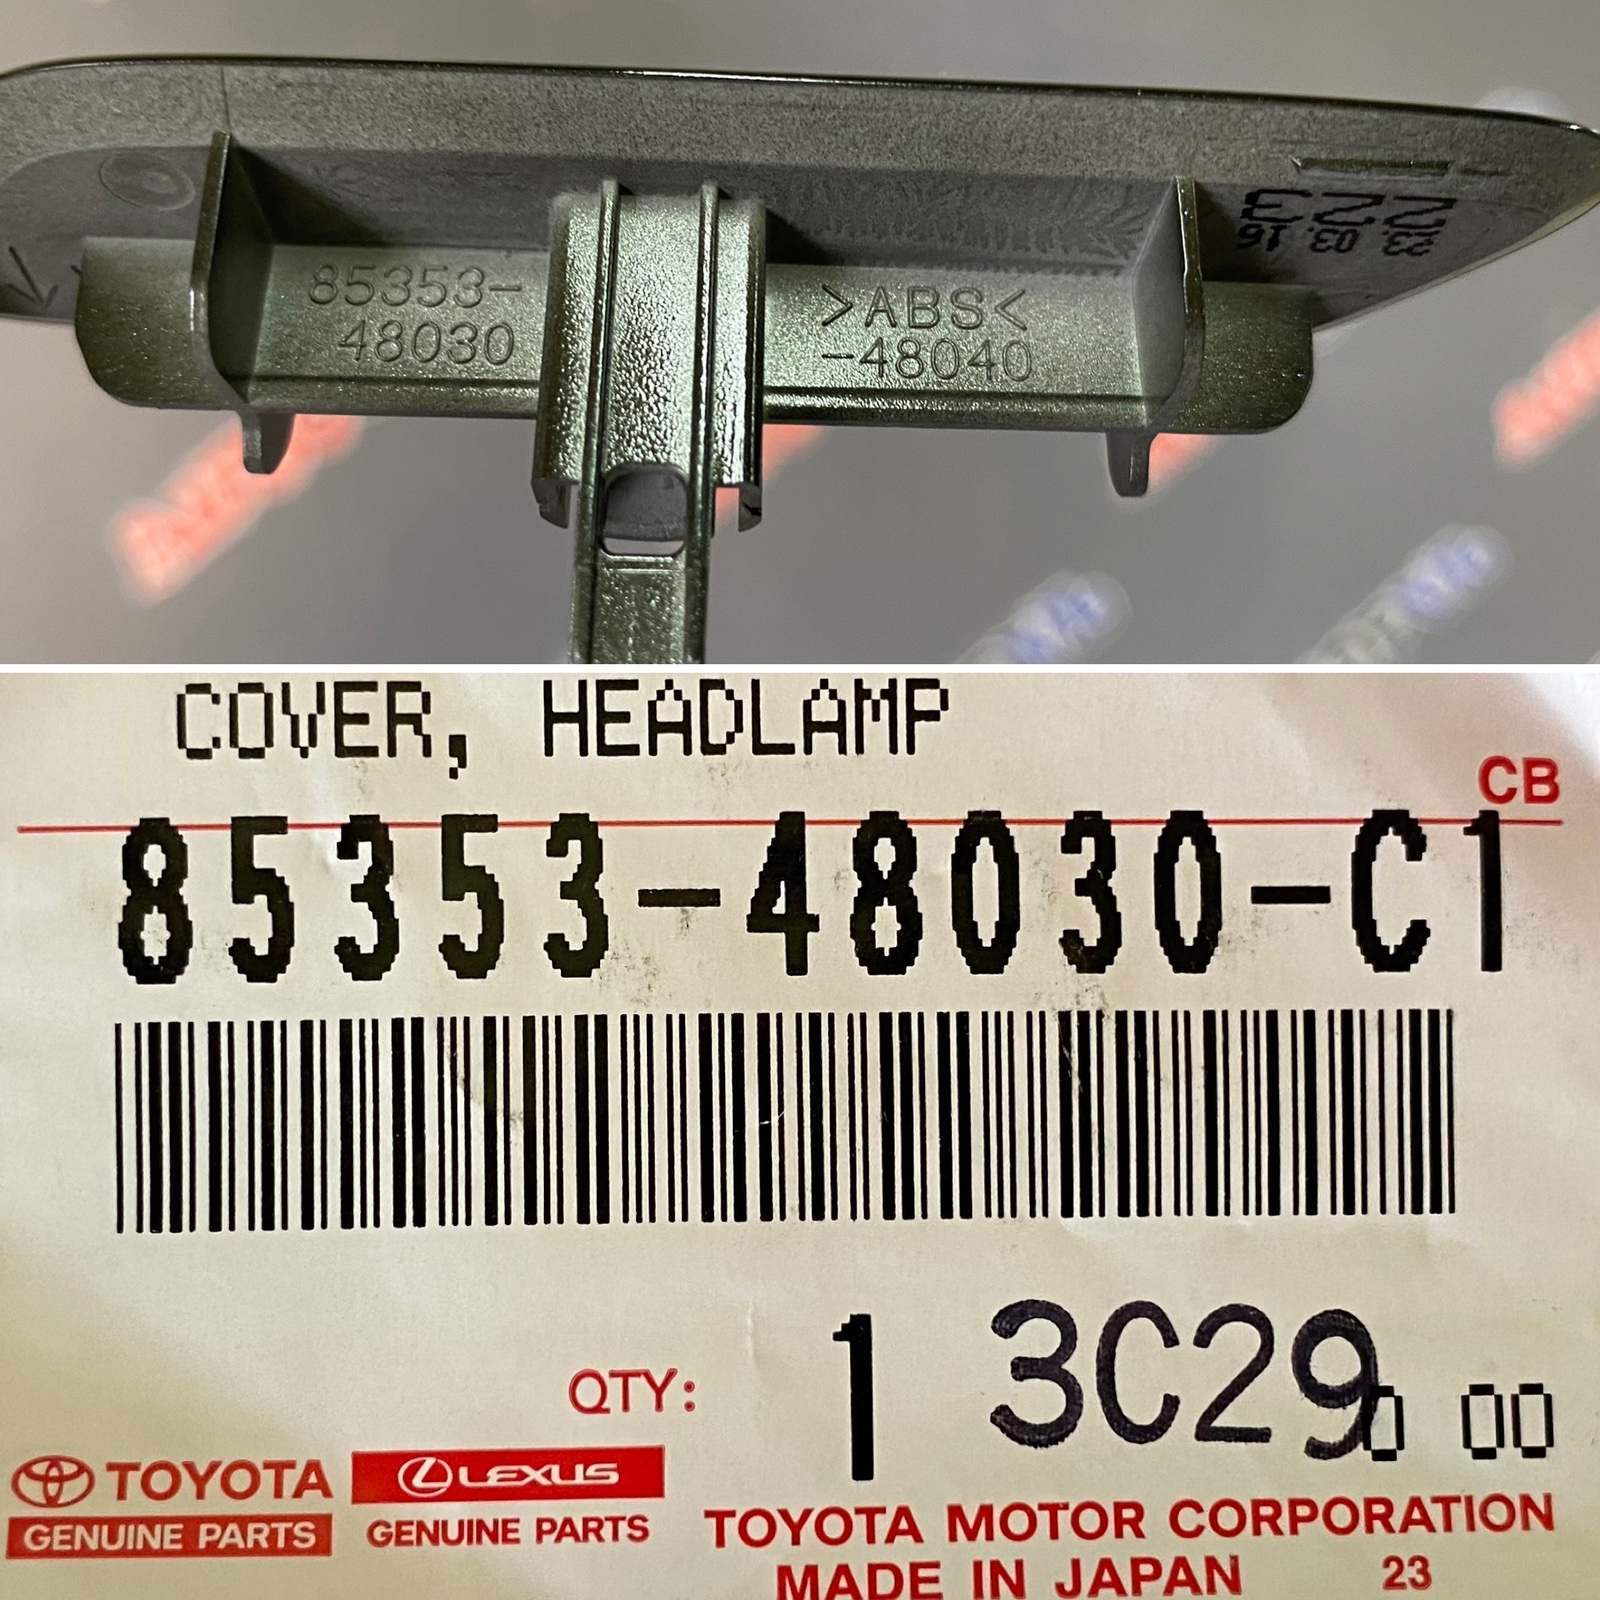 223
23 03.16
85353-
48030
>ABS<
-48040
COVER, HEADLAMP
CB
85353-48030-C1
QTY: 1 3C29 0 00
TOYOTA
GENUINE PARTS
LEXUS
GENUINE PARTS
TOYOTA MOTOR CORPORATION
MADE IN JAPAN 23